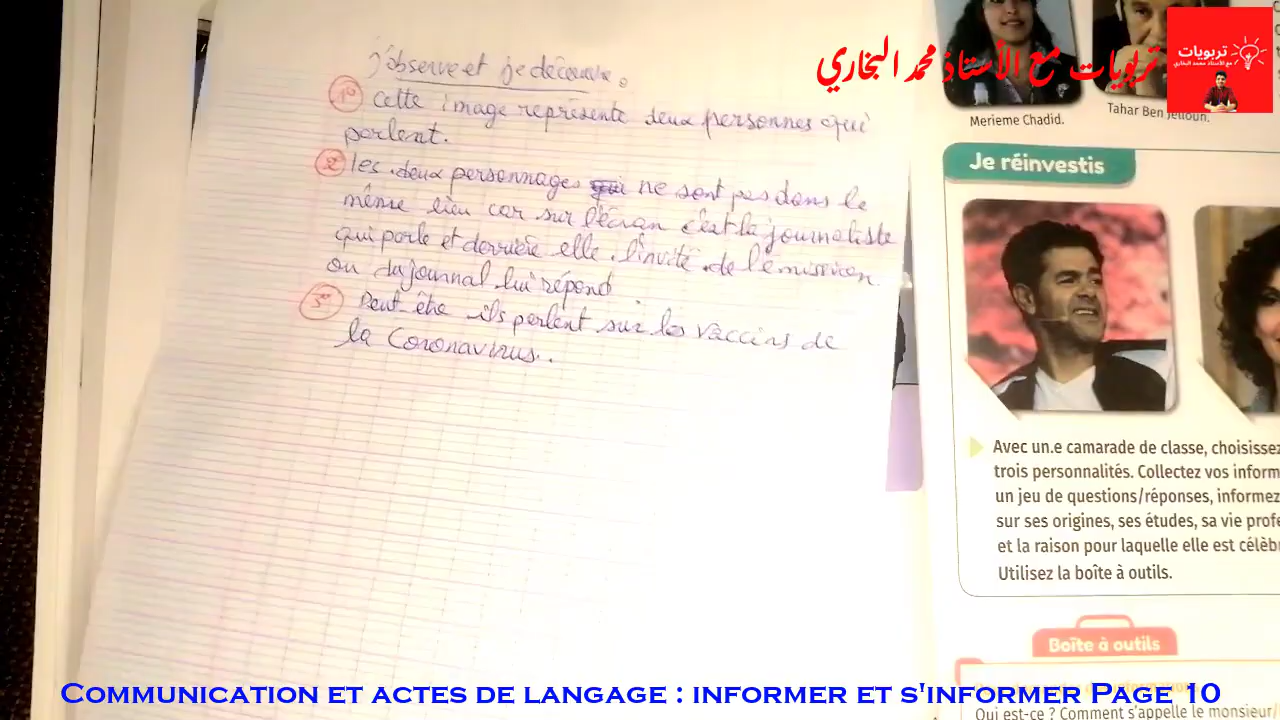 j'observe et je découvre.
1° Cette image représente deux personnes qui
parlent.
2° les deux personnages ne sont pas dans le
même lieu car sur l'écran c'est la journaliste
qui parle et derrière elle l'invité de l'émission
ou du journal lui répond
3° Peut-être ils parlent sur les vaccins de
la Coronavirus..
تربويات مع الأستاذ محمد البخاري
تربويات
مع الأستاذ محمد البخاري
Merieme Chadid.
Tahar Ben Jelloun.
Je réinvestis
Avec un.e camarade de classe, choisissez
trois personnalités. Collectez vos inform
un jeu de questions/réponses, informez
sur ses origines, ses études, sa vie profe
et la raison pour laquelle elle est célèb
Utilisez la boîte à outils.
Boîte à outils
Qui est-ce ? Comment s'appelle le monsieur/
Communication et actes de langage : informer et s'informer Page 10